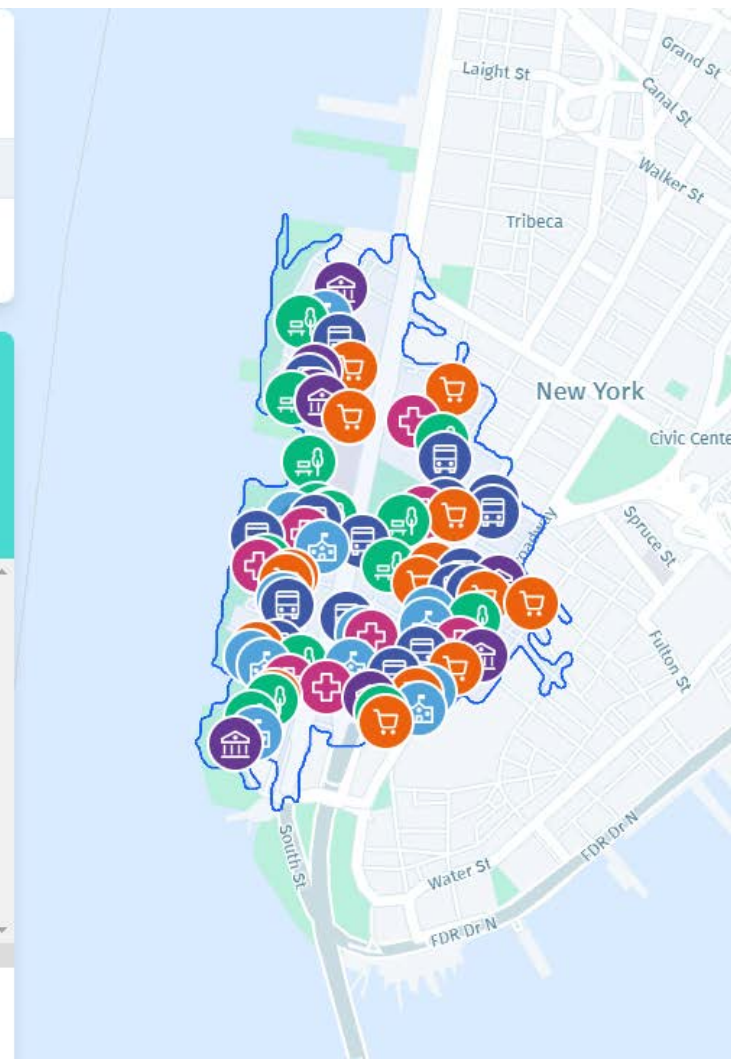 Grand St
Laight St
Canal St
Walker St
Tribeca
New York
Civic Cente
oadway
Spruce St
Fulton St
South St
Water St
FDR Dr N
FDR Dr N